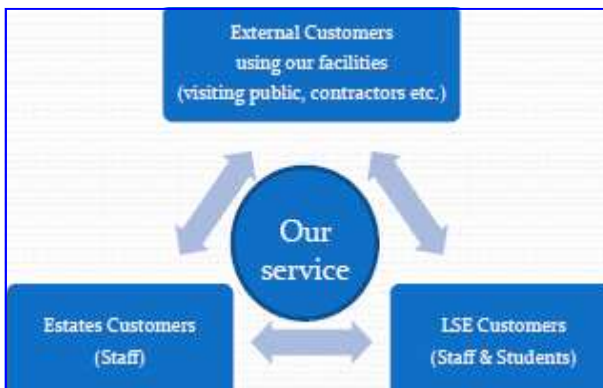 External Customers
using our facilities
(visiting public, contractors etc.)
Our
service
Estates Customers
(Staff)
LSE Customers
(Staff & Students)